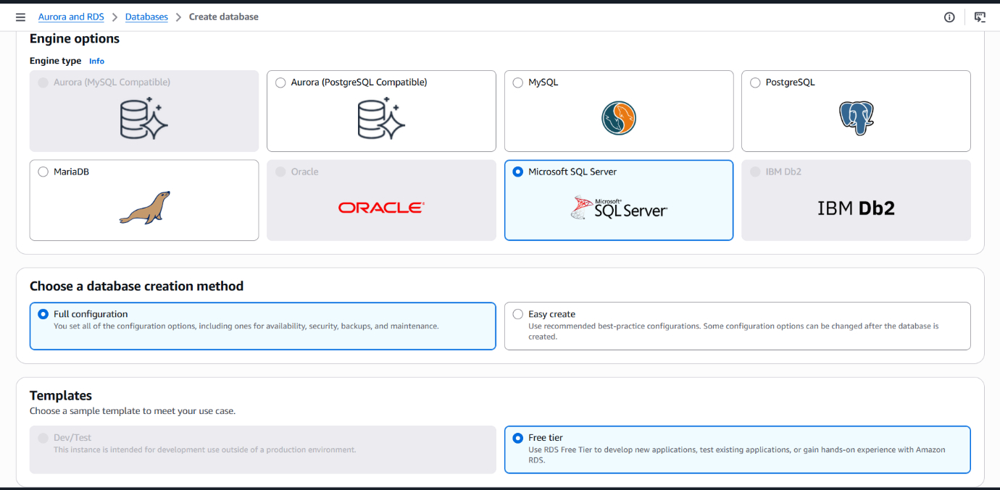 Aurora and RDS > Databases > Create database
Engine options
Engine type Info
Aurora (MySQL Compatible)
Aurora (PostgreSQL Compatible)
MySQL
PostgreSQL
MariaDB
Oracle
ORACLE
Microsoft SQL Server
Microsoft®
SQL Server
IBM Db2
IBM Db2
Choose a database creation method
Full configuration
You set all of the configuration options, including ones for availability, security, backups, and maintenance.
Easy create
Use recommended best-practice configurations. Some configuration options can be changed after the database is
created.
Templates
Choose a sample template to meet your use case.
Dev/Test
This instance is intended for development use outside of a production environment.
Free tier
Use RDS Free Tier to develop new applications, test existing applications, or gain hands-on experience with Amazon
RDS.